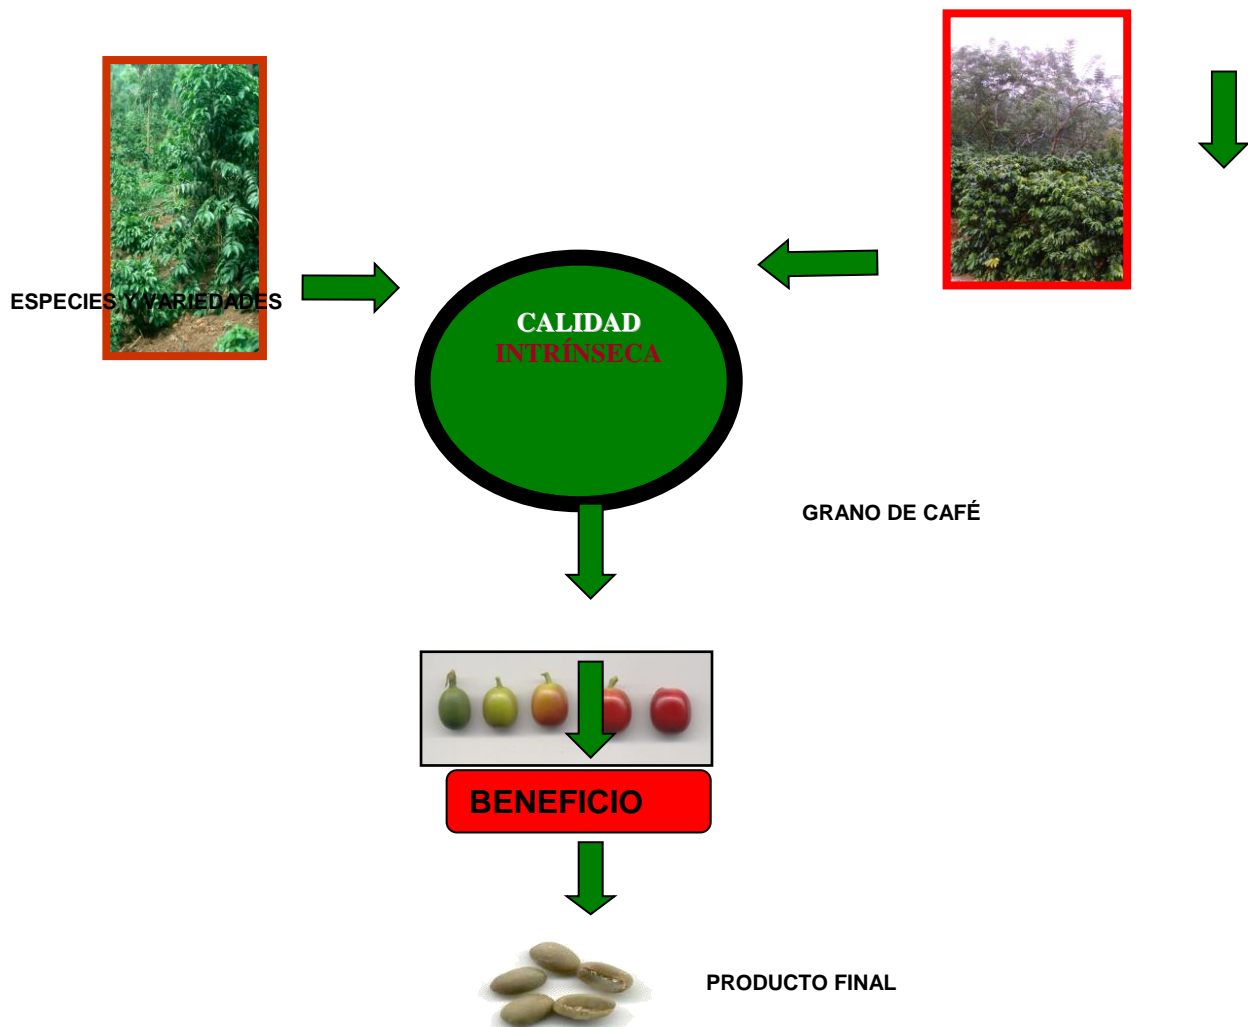 ESPECIES Y VARIEDADES
CALIDAD
INTRÍNSECA
GRANO DE CAFÉ
BENEFICIO
PRODUCTO FINAL